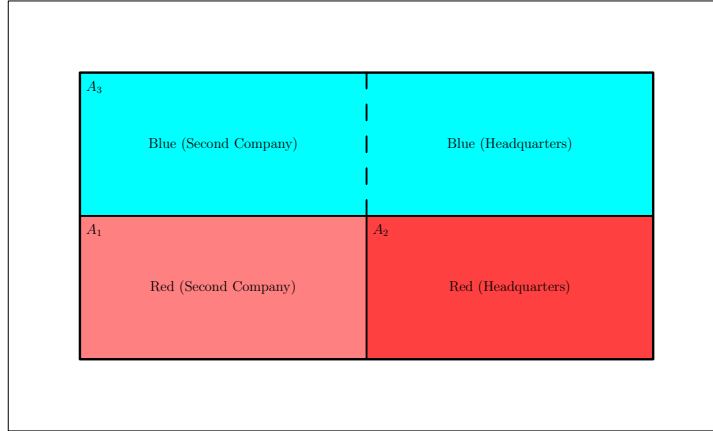 A₃
Blue (Second Company)
Blue (Headquarters)
A₁
A₂
Red (Second Company)
Red (Headquarters)